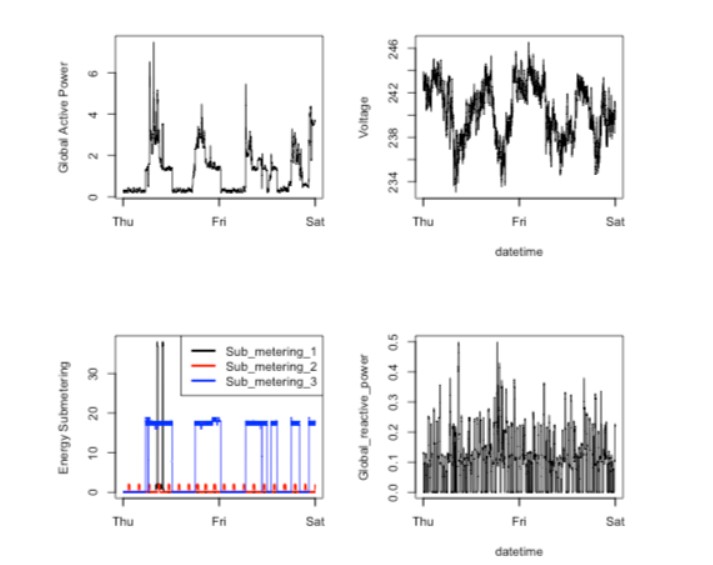 Global Active Power
0 2 4 6
Thu Fri Sat
Voltage
234 238 242 246
Thu Fri Sat
datetime
Energy Submetering
0 10 20 30
Sub_metering_1
Sub_metering_2
Sub_metering_3
Thu Fri Sat
Global_reactive_power
0.0 0.1 0.2 0.3 0.4 0.5
Thu Fri Sat
datetime